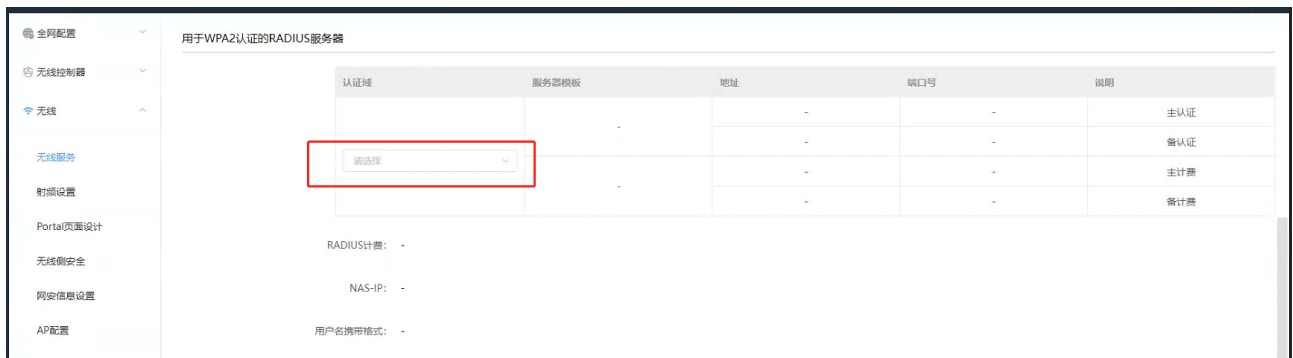 全网配置
用于WPA2认证的RADIUS服务器
无线控制器
认证域 服务器模板 地址 端口号 说明
无线
- - 主认证
-
- - 备认证
无线服务
请选择
- - 主计费
射频设置
-
- - 备计费
Portal页面设计
RADIUS计费： -
无线侧安全
NAS-IP： -
网安信息设置
AP配置
用户名携带格式： -